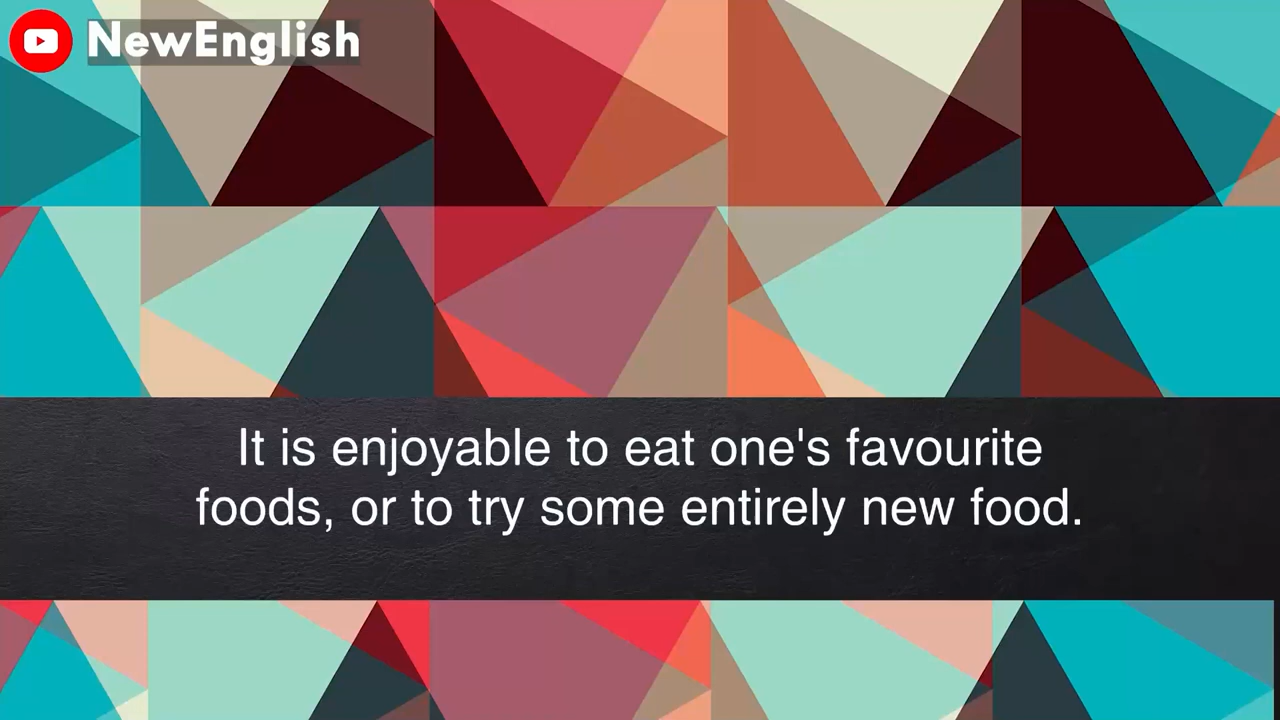 NewEnglish
It is enjoyable to eat one's favourite
foods, or to try some entirely new food.